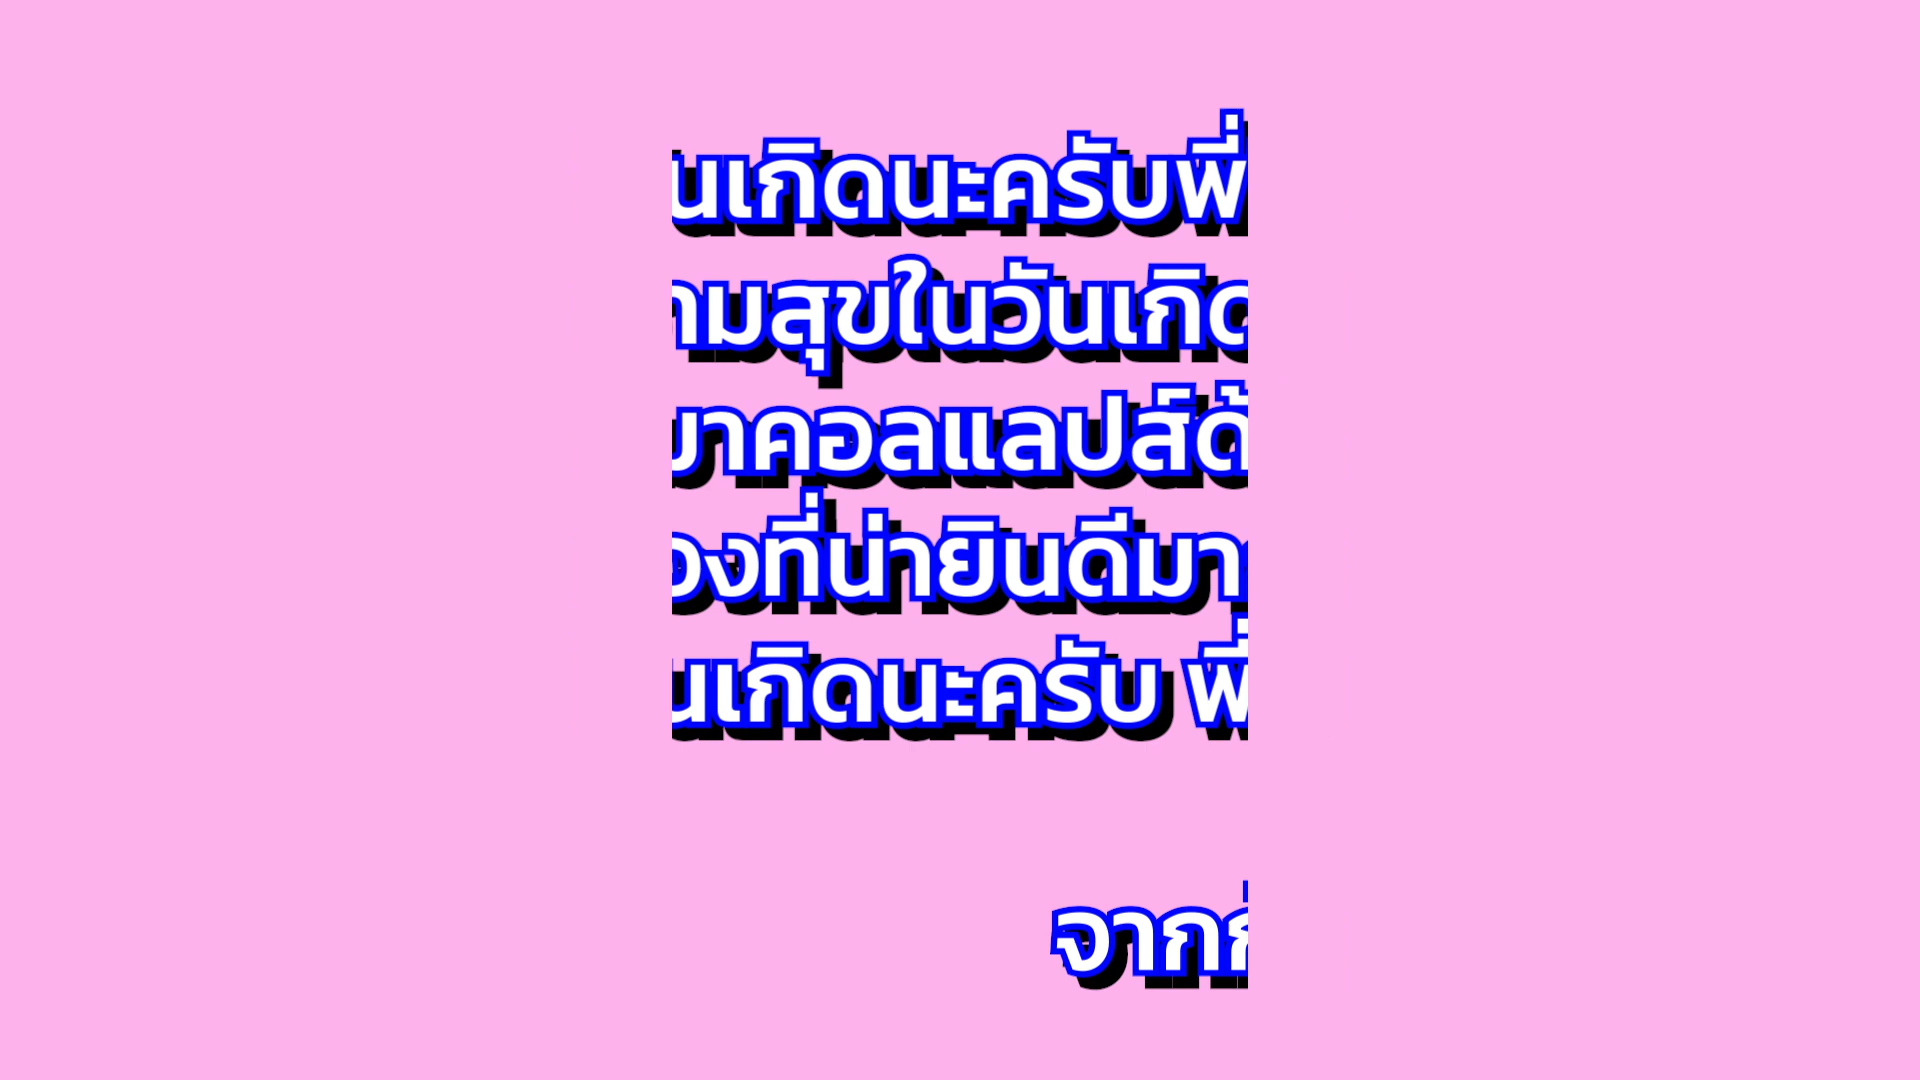 นเกิดนะครับพี่
ามสุขในวันเกิด
มาคอลแลปส์ด้
องที่น่ายินดีมาก
นเกิดนะครับ พี่
จากก